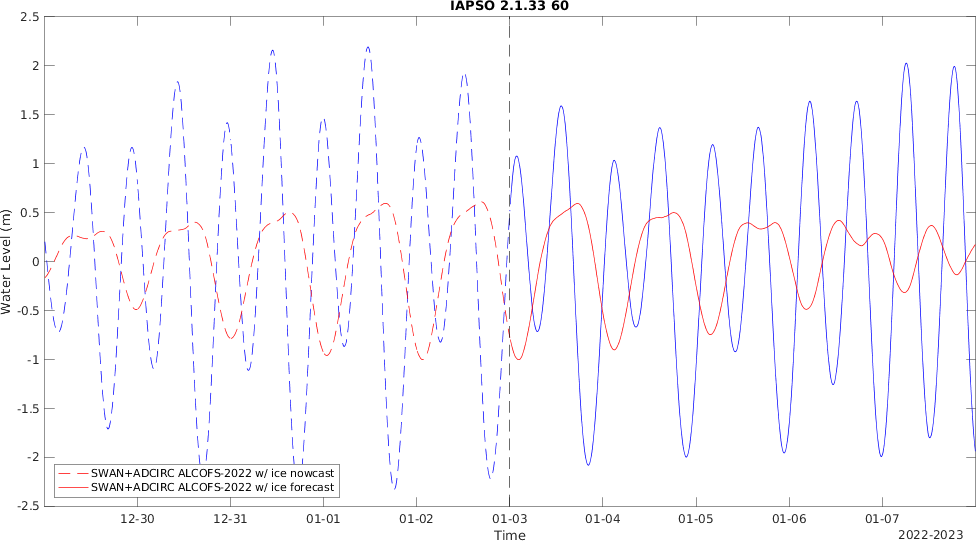 IAPSO 2.1.33 60
Water Level (m)
2.5
2
1.5
1
0.5
0
-0.5
-1
-1.5
-2
-2.5
SWAN+ADCIRC ALCOFS-2022 w/ ice nowcast
SWAN+ADCIRC ALCOFS-2022 w/ ice forecast
12-30 12-31 01-01 01-02 01-03 01-04 01-05 01-06 01-07
Time
2022-2023